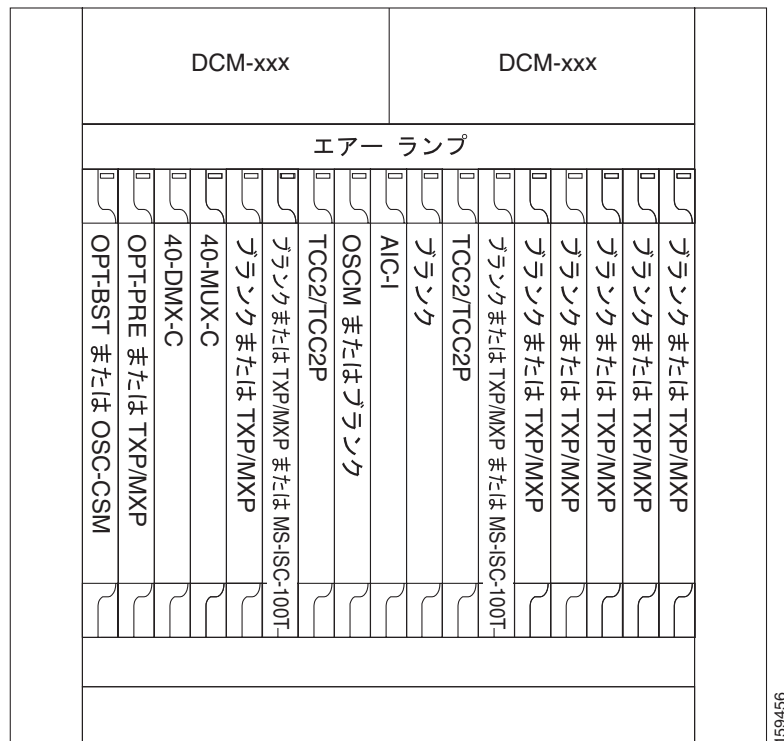 DCM-xxx
DCM-xxx
エアー ランプ
OPT-BST または OSC-CSM
OPT-PRE または TXP/MXP
40-DMX-C
40-MUX-C
ブランクまたは TXP/MXP
ブランクまたは TXP/MXP または MS-ISC-100T
TCC2/TCC2P
OSCM またはブランク
AIC-I
ブランク
TCC2/TCC2P
ブランクまたは TXP/MXP または MS-ISC-100T
ブランクまたは TXP/MXP
ブランクまたは TXP/MXP
ブランクまたは TXP/MXP
ブランクまたは TXP/MXP
ブランクまたは TXP/MXP
159456